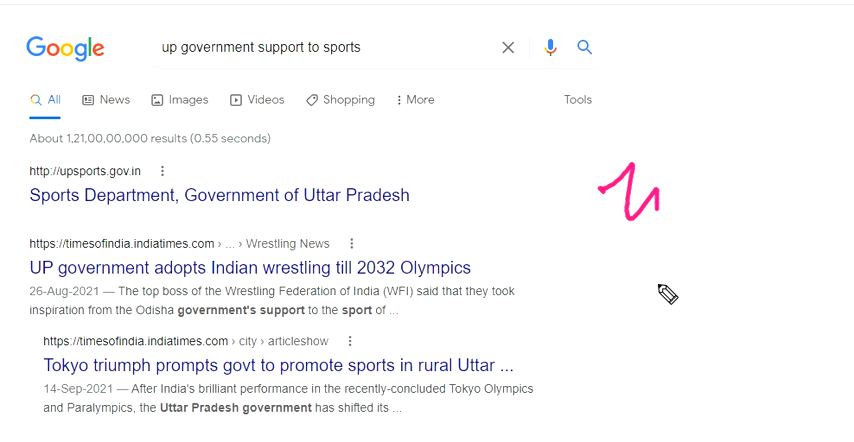 Google
up government support to sports
All
News
Images
Videos
Shopping
More
Tools
About 1,21,00,00,000 results (0.55 seconds)
http://upsports.gov.in
Sports Department, Government of Uttar Pradesh
https://timesofindia.indiatimes.com › ... › Wrestling News
UP government adopts Indian wrestling till 2032 Olympics
26-Aug-2021 — The top boss of the Wrestling Federation of India (WFI) said that they took
inspiration from the Odisha government's support to the sport of ...
https://timesofindia.indiatimes.com › city › articleshow
Tokyo triumph prompts govt to promote sports in rural Uttar ...
14-Sep-2021 — After India's brilliant performance in the recently-concluded Tokyo Olympics
and Paralympics, the Uttar Pradesh government has shifted its ...